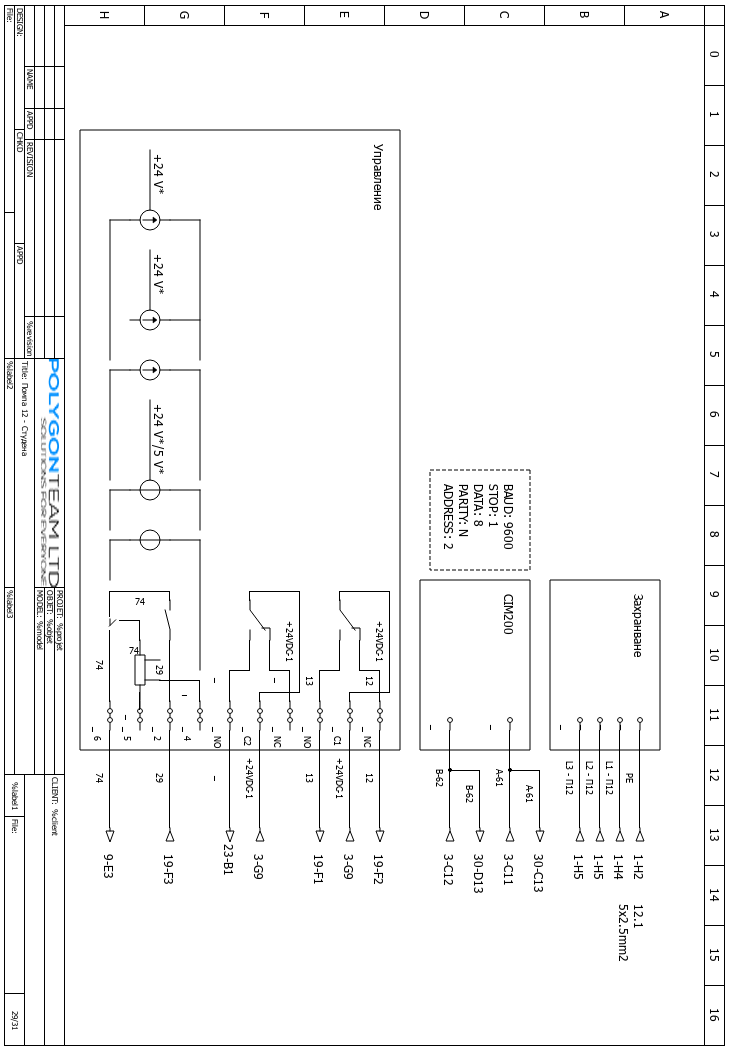 0 1 2 3 4 5 6 7 8 9 10 11 12 13 14 15 16
A
B
C
D
E
F
G
H
Захранване
PE
L1 - П12
L2 - П12
L3 - П12
1-H2
1-H4
1-H5
1-H5
12.1
5x2.5mm2
BAUD: 9600
STOP: 1
DATA: 8
PARITY: N
ADDRESS: 2
CIM200
A-61
A-61
B-62
B-62
30-C13
3-C11
30-D13
3-C12
Управление
+24 V*
+24 V*
+24 V*/5 V*
+24VDC-1
12
13
+24VDC-1
74
74
29
74
NC
C1
NO
NC
C2
NO
4
2
5
6
12
+24VDC-1
13
+24VDC-1
29
74
19-F2
3-G9
19-F1
3-G9
23-B1
19-F3
9-E3
NAME
APPD
REVISION
%revision
DESIGN:
CHKD
APPD
File:
POLYGONTEAM LTD
SOLUTIONS FOR EVERYONE
Title: Помпа 12 - Студена
%label2
PROJET: %projet
OBJET: %objet
MODEL: %model
%label3
CLIENT: %client
%label1
File:
29/31